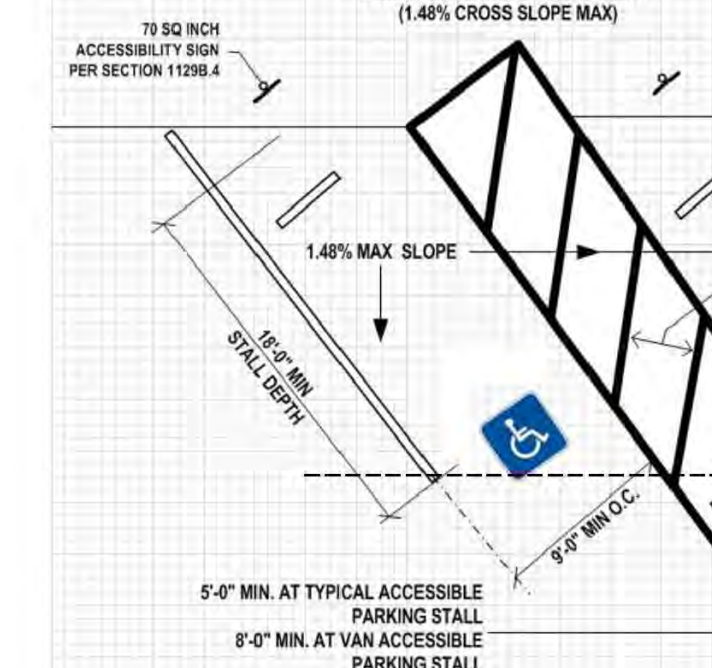 (1.48% CROSS SLOPE MAX)
70 SQ INCH
ACCESSIBILITY SIGN
PER SECTION 1129B.4
1.48% MAX SLOPE
18'-0" MIN
STALL DEPTH
9'-0" MIN O.C.
5'-0" MIN. AT TYPICAL ACCESSIBLE
PARKING STALL
8'-0" MIN. AT VAN ACCESSIBLE
PARKING STALL